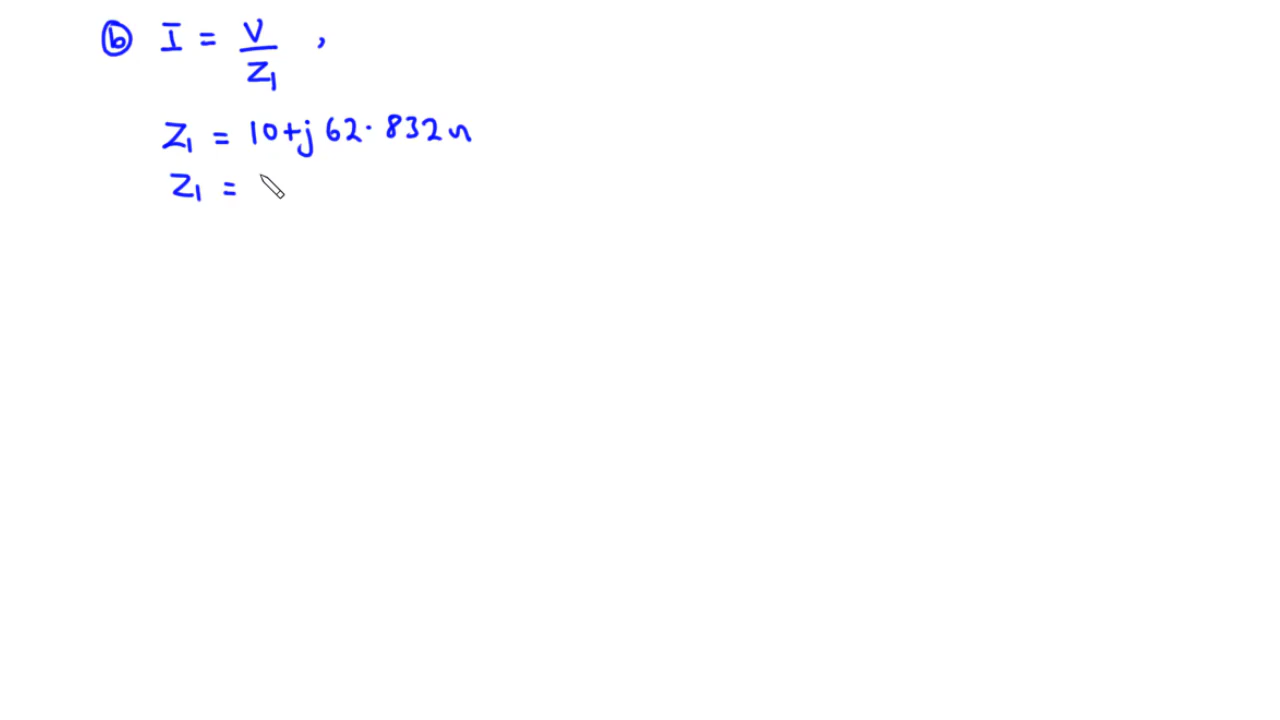 ⓑ I = V/Z₁ ,
Z₁ = 10+j 62.832 n
Z₁ =